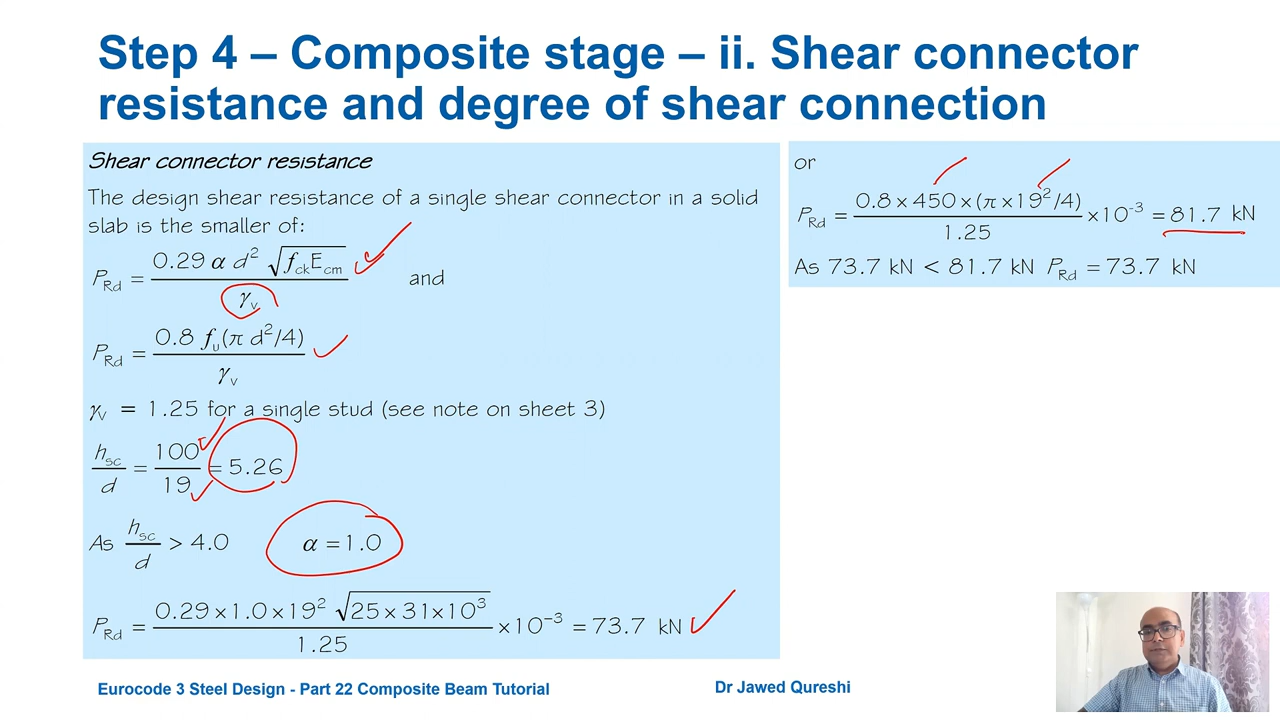 Step 4 – Composite stage – ii. Shear connector
resistance and degree of shear connection
Shear connector resistance
The design shear resistance of a single shear connector in a solid
slab is the smaller of:
P_Rd = 0.29 α d² √(f_ck E_cm) / γ_v and
P_Rd = 0.8 f_u (π d²/4) / γ_v
γ_v = 1.25 for a single stud (see note on sheet 3)
h_sc / d = 100 / 19 = 5.26
As h_sc / d > 4.0 α = 1.0
P_Rd = 0.29 × 1.0 × 19² √(25 × 31 × 10³) / 1.25 × 10⁻³ = 73.7 kN
or
P_Rd = 0.8 × 450 × (π × 19²/4) / 1.25 × 10⁻³ = 81.7 kN
As 73.7 kN < 81.7 kN P_Rd = 73.7 kN
Eurocode 3 Steel Design - Part 22 Composite Beam Tutorial
Dr Jawed Qureshi